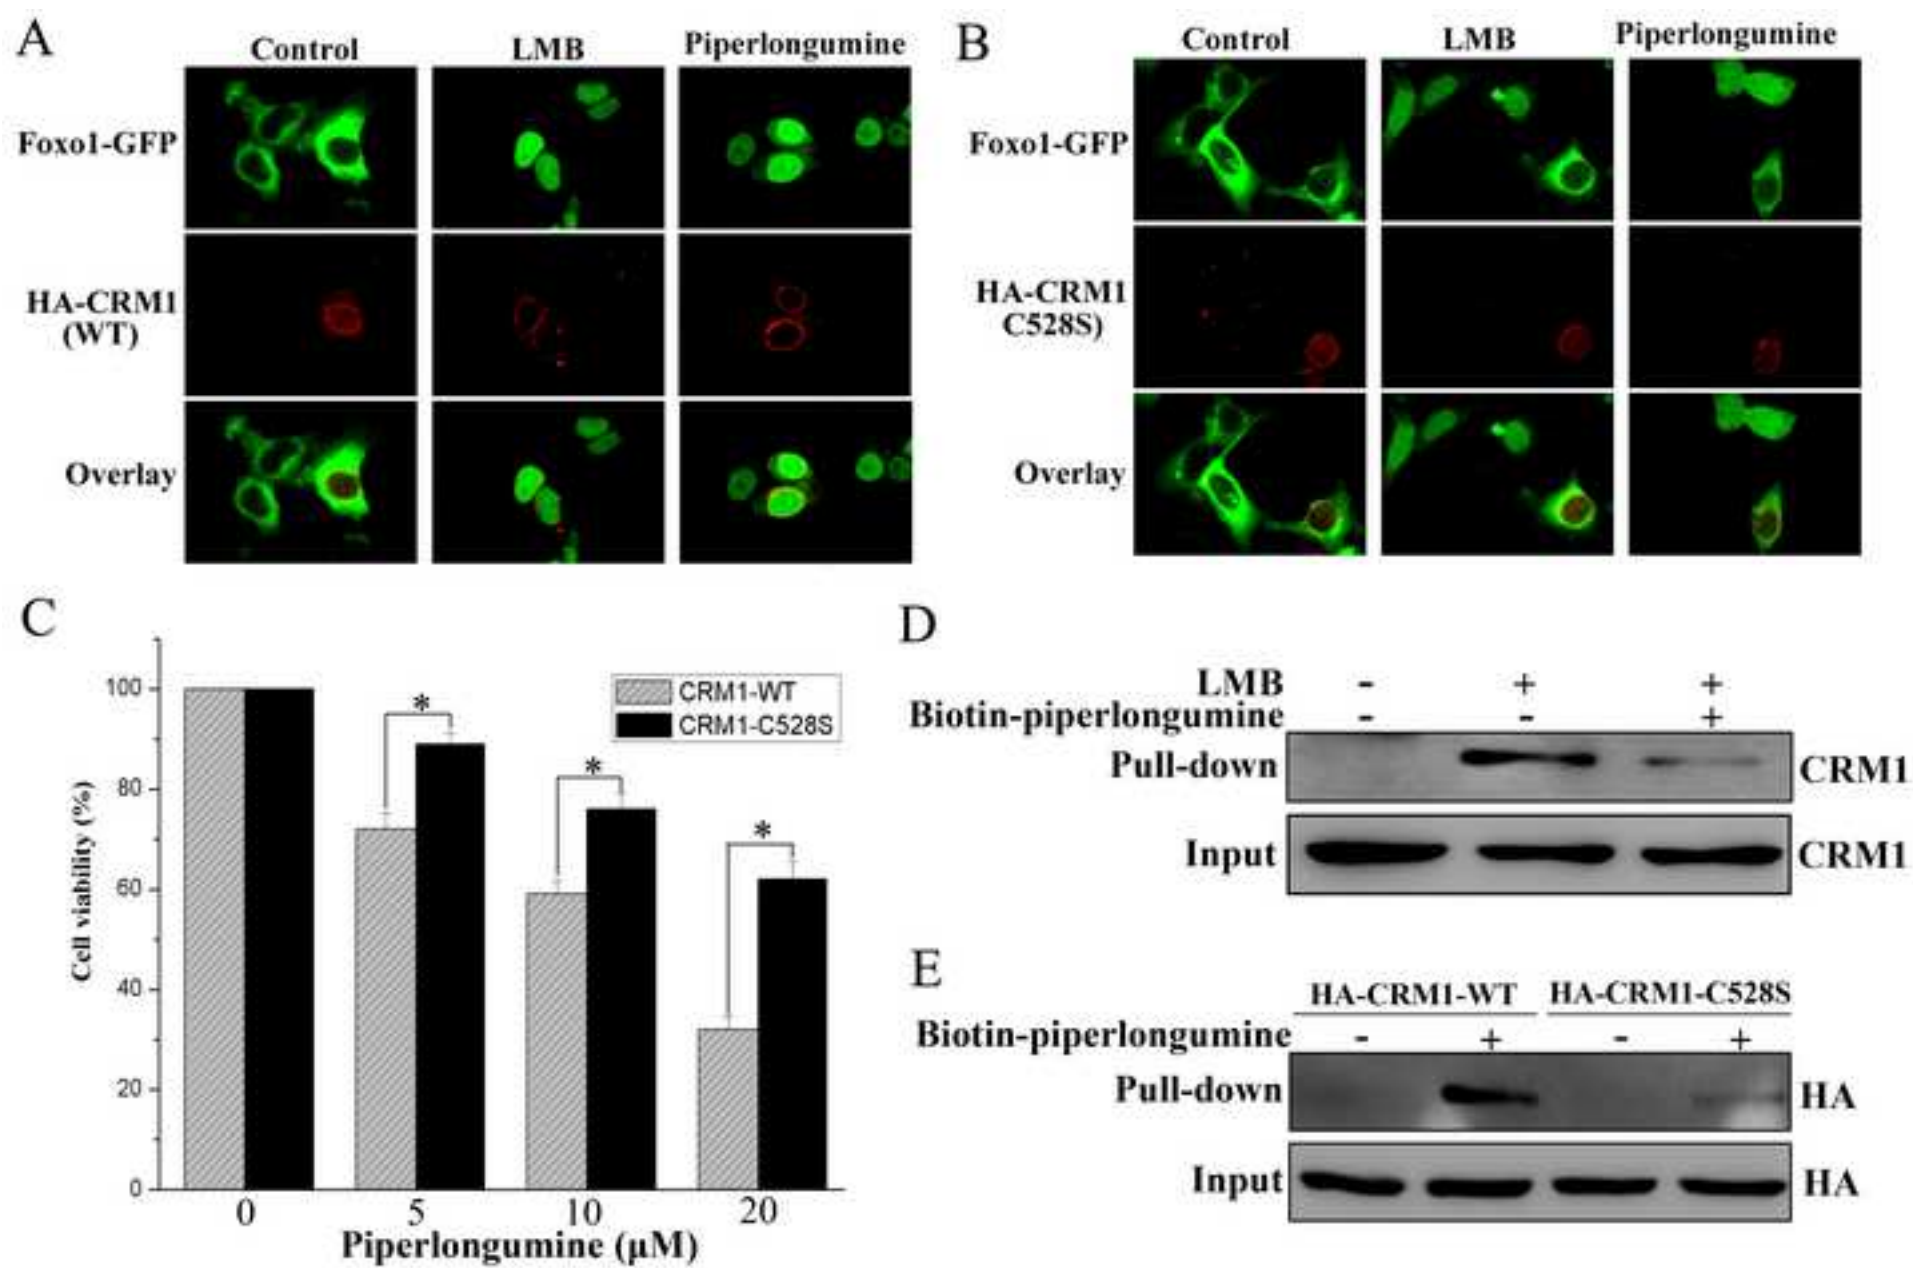 A
Control LMB Piperlongumine
Foxo1-GFP
HA-CRM1
(WT)
Overlay
B
Control LMB Piperlongumine
Foxo1-GFP
HA-CRM1
C528S)
Overlay
C
Cell viability (%)
100
80
60
40
20
0
CRM1-WT
CRM1-C528S
* * *
0 5 10 20
Piperlongumine (μM)
D
LMB - + +
Biotin-piperlongumine - - +
Pull-down CRM1
Input CRM1
E
HA-CRM1-WT HA-CRM1-C528S
Biotin-piperlongumine - + - +
Pull-down HA
Input HA